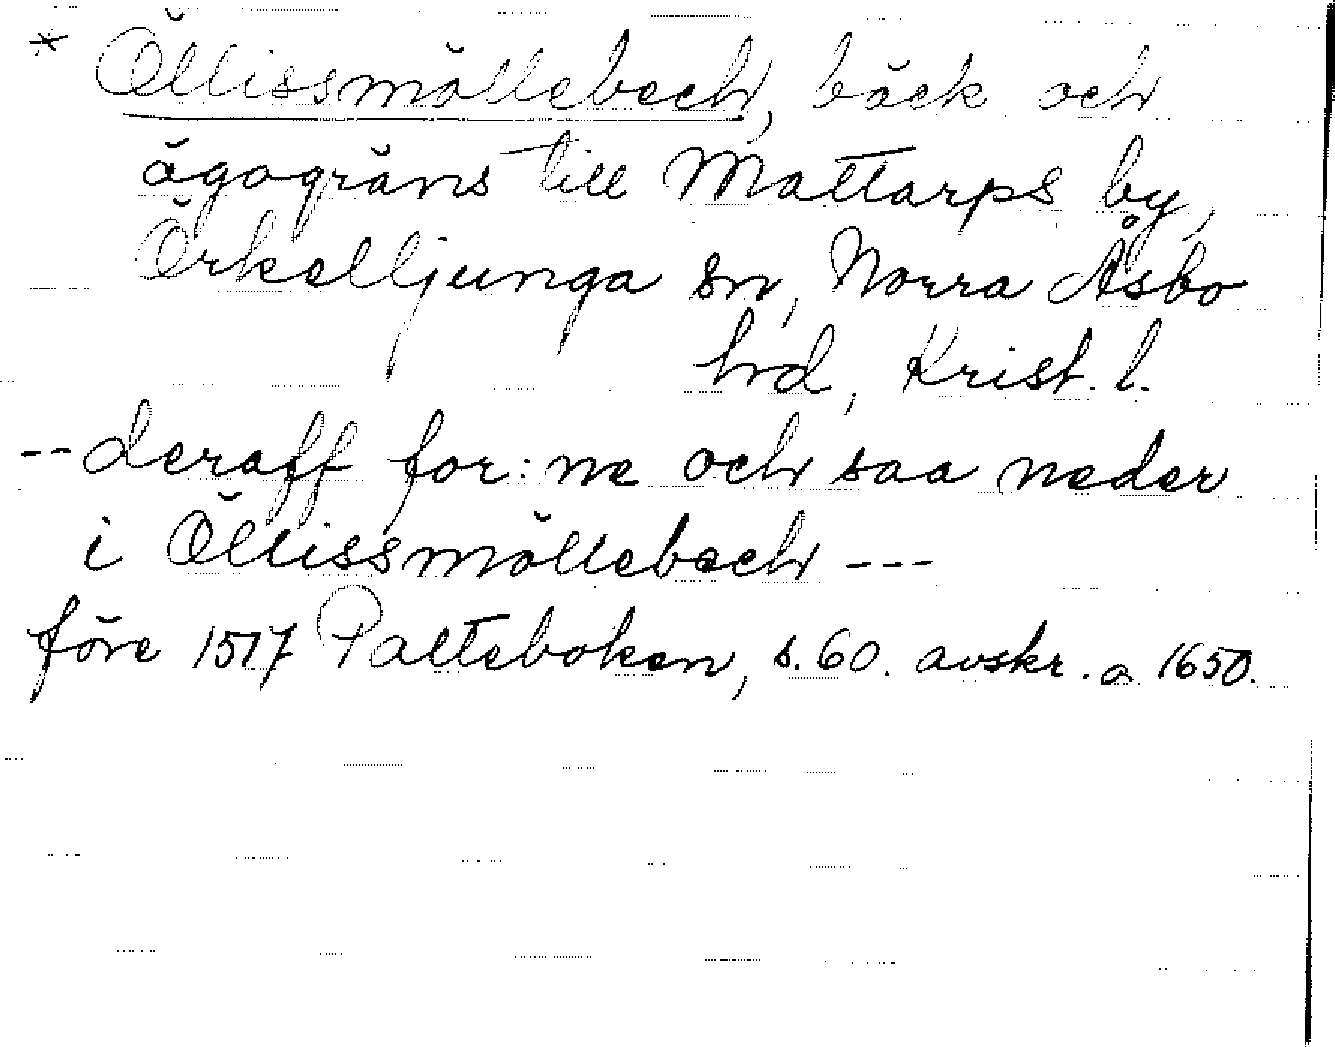 * Öllissmöllebech, bäck och
ägogräns till Mattarps by,
Örkelljunga sn, Norra Åsbo
hd, Krist. l.
-- deraff for: ne och saa neder
i Öllissmöllebech ---
före 1517 Palteboken, s. 60. avskr. a 1650.